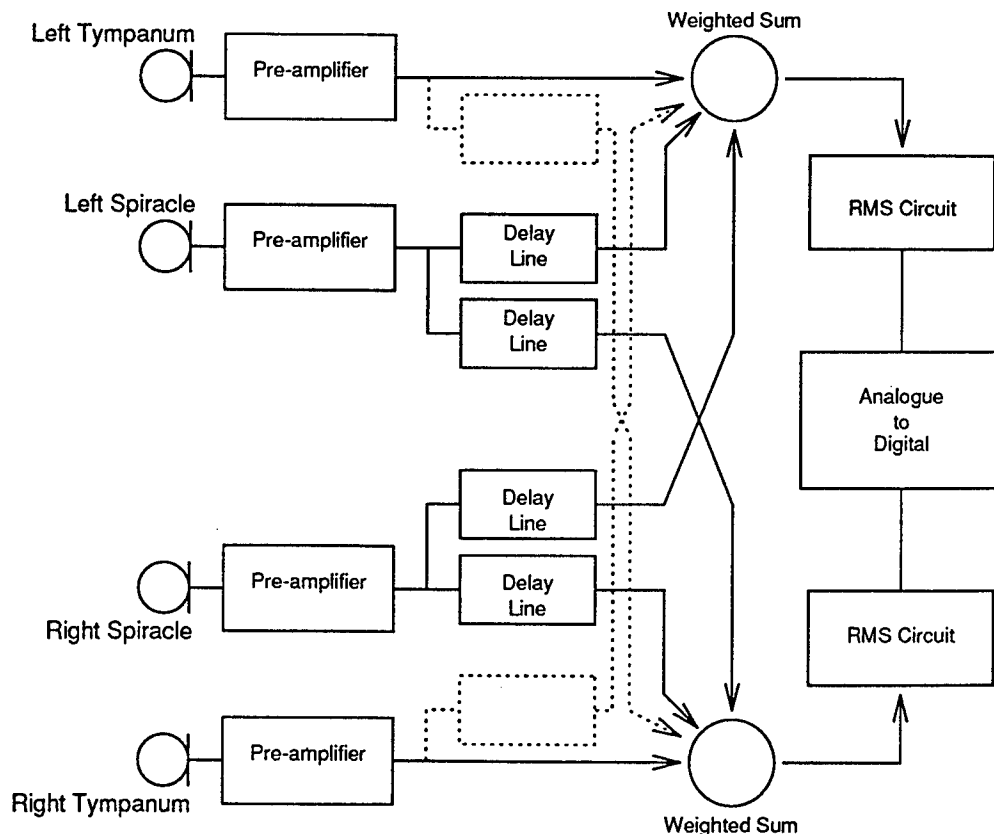 Weighted Sum
Left Tympanum
Pre-amplifier
Left Spiracle
Pre-amplifier
Delay
Line
Delay
Line
RMS Circuit
Analogue
to
Digital
Delay
Line
Pre-amplifier
Delay
Line
Right Spiracle
RMS Circuit
Pre-amplifier
Right Tympanum
Weighted Sum